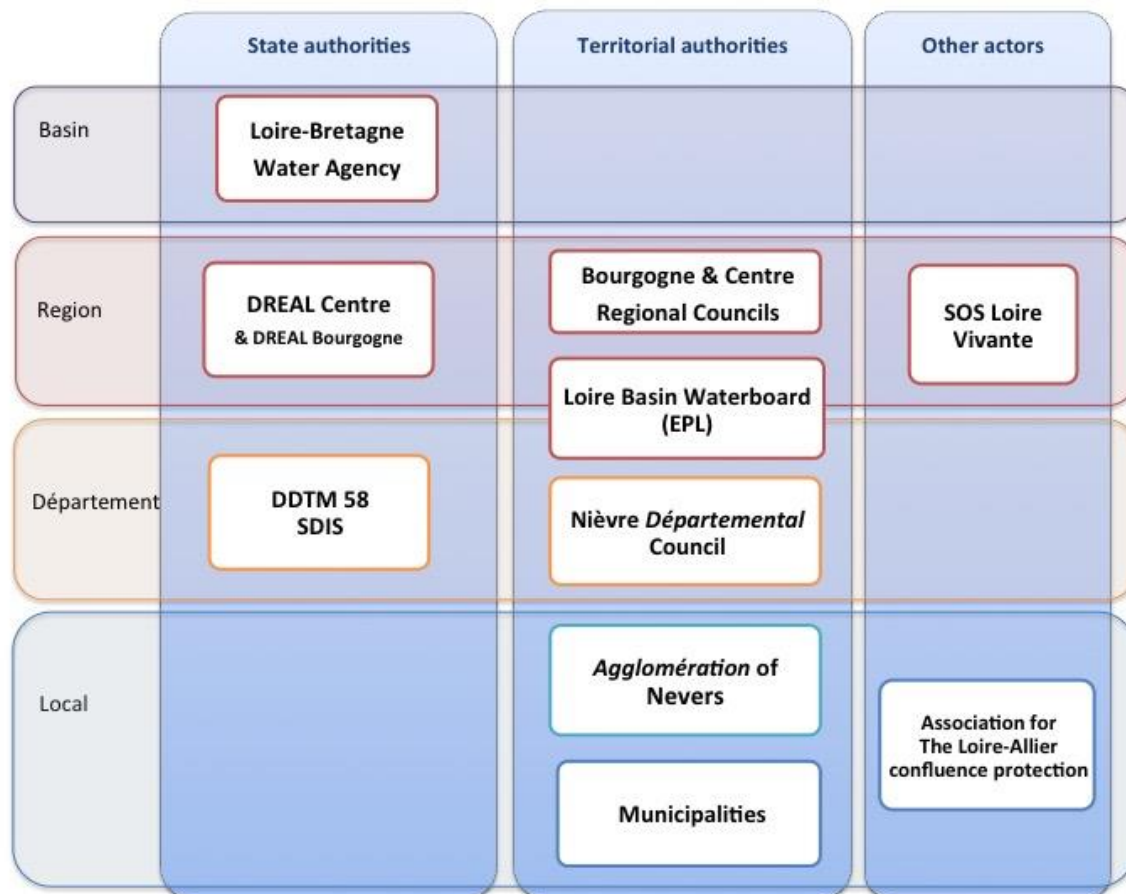 State authorities
Territorial authorities
Other actors
Basin
Loire-Bretagne
Water Agency
Region
DREAL Centre
& DREAL Bourgogne
Bourgogne & Centre
Regional Councils
SOS Loire
Vivante
Loire Basin Waterboard
(EPL)
Département
DDTM 58
SDIS
Nièvre Départemental
Council
Local
Agglomération of
Nevers
Association for
The Loire-Allier
confluence protection
Municipalities